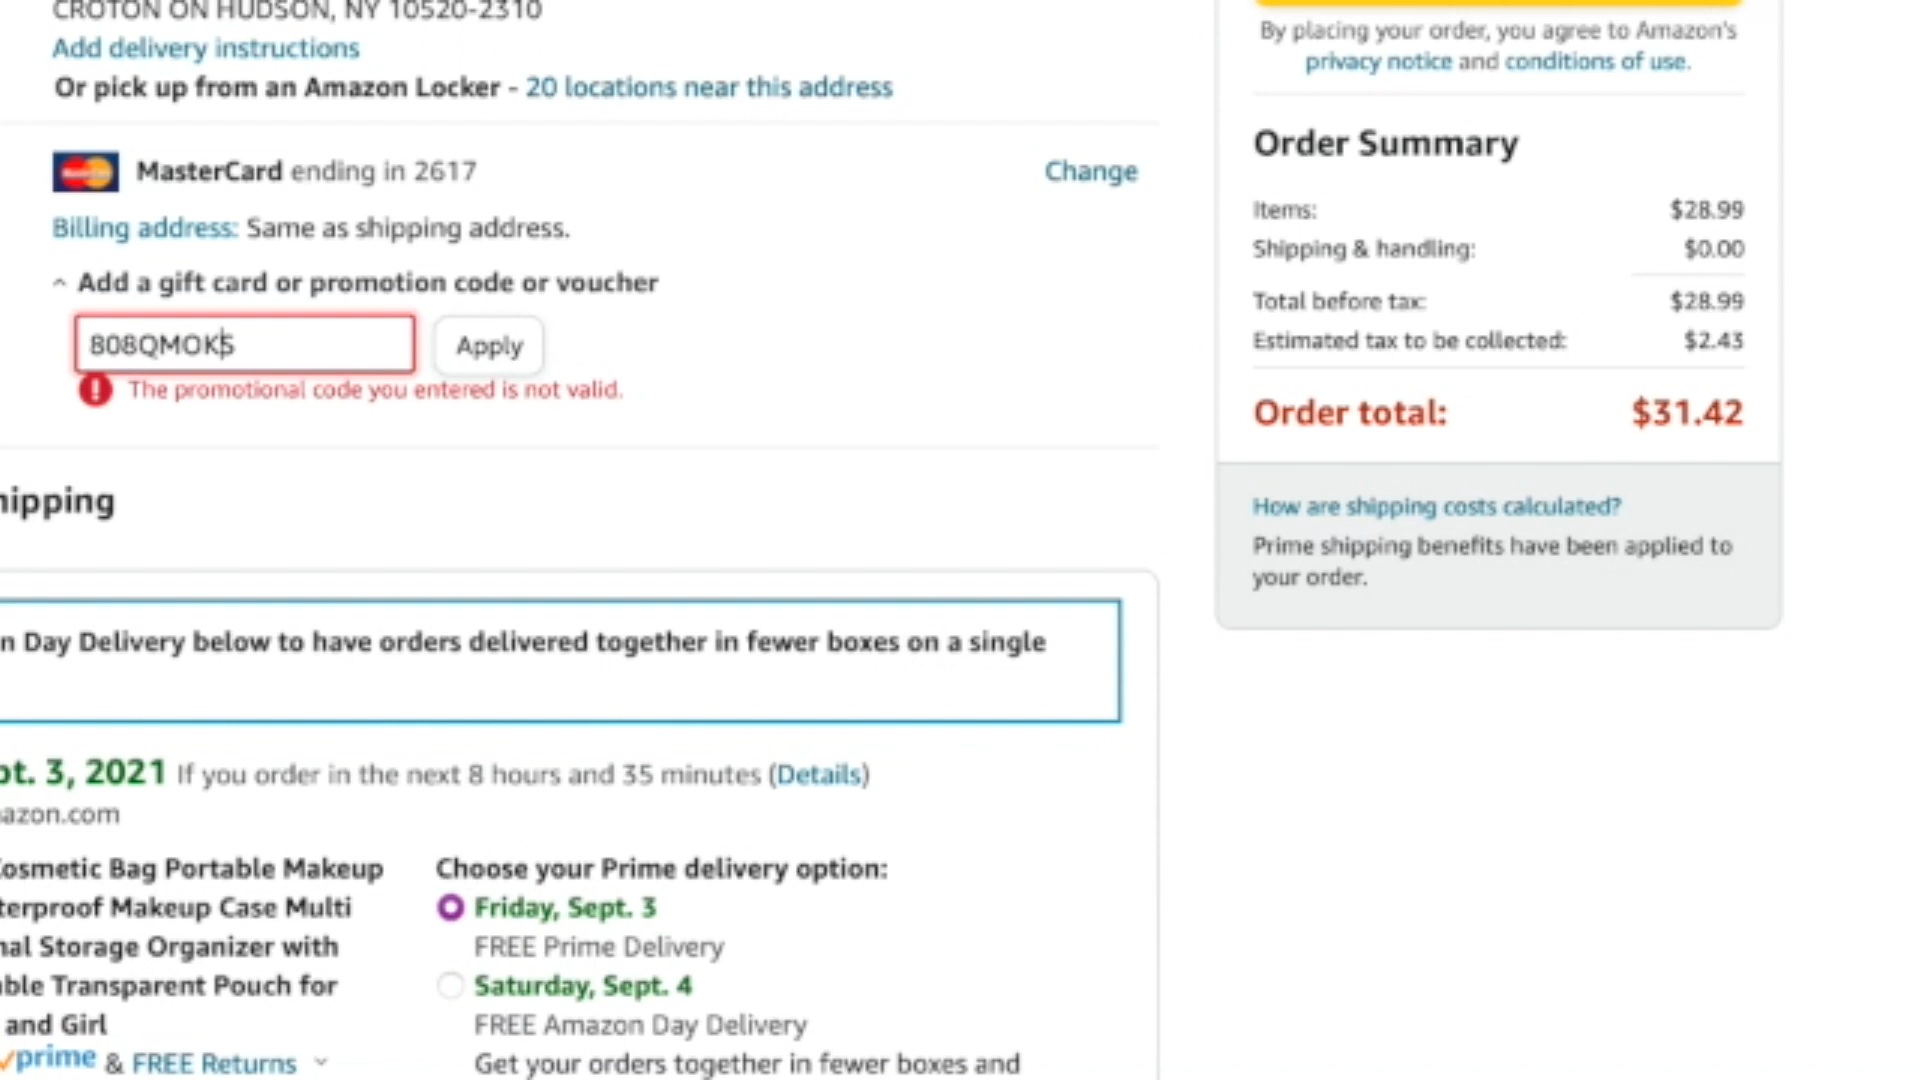 CROTON ON HUDSON, NY 10520-2310
Add delivery instructions
Or pick up from an Amazon Locker - 20 locations near this address
MasterCard ending in 2617
Change
Billing address: Same as shipping address.
Add a gift card or promotion code or voucher
808QMOKS
Apply
The promotional code you entered is not valid.
hipping
n Day Delivery below to have orders delivered together in fewer boxes on a single
pt. 3, 2021 If you order in the next 8 hours and 35 minutes (Details)
azon.com
Cosmetic Bag Portable Makeup
terproof Makeup Case Multi
nal Storage Organizer with
able Transparent Pouch for
and Girl
prime & FREE Returns
Choose your Prime delivery option:
Friday, Sept. 3
FREE Prime Delivery
Saturday, Sept. 4
FREE Amazon Day Delivery
Get your orders together in fewer boxes and
By placing your order, you agree to Amazon's
privacy notice and conditions of use.
Order Summary
Items: $28.99
Shipping & handling: $0.00
Total before tax: $28.99
Estimated tax to be collected: $2.43
Order total: $31.42
How are shipping costs calculated?
Prime shipping benefits have been applied to
your order.